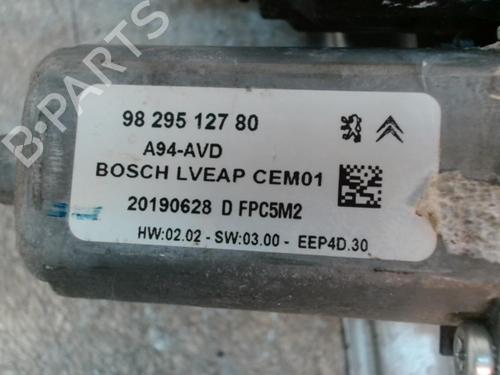 B-PARTS
98 295 127 80
A94-AVD
BOSCH LVEAP CEM01
20190628 D FPC5M2
HW:02.02 - SW:03.00 - EEP4D.30